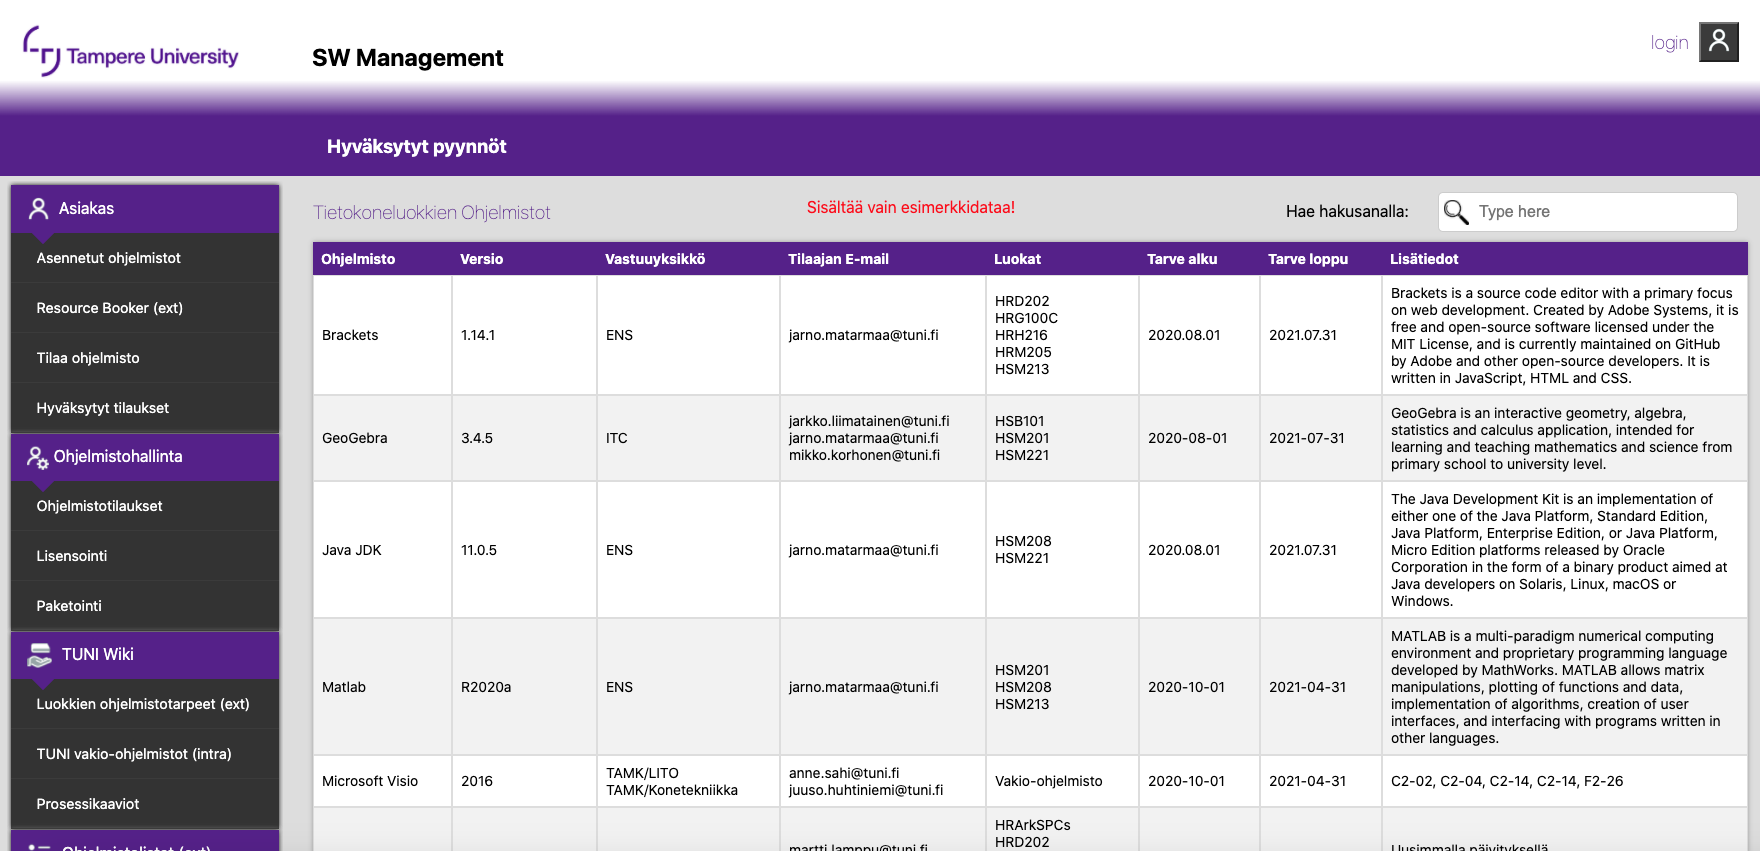 Tampere University
SW Management
login
Hyväksytyt pyynnöt
Asiakas
Asennetut ohjelmistot
Resource Booker (ext)
Tilaa ohjelmisto
Hyväksytyt tilaukset
Ohjelmistohallinta
Ohjelmistotilaukset
Lisensointi
Paketointi
TUNI Wiki
Luokkien ohjelmistotarpeet (ext)
TUNI vakio-ohjelmistot (intra)
Prosessikaaviot
Ohjelmistolistat (ext)
Tietokoneluokkien Ohjelmistot
Sisältää vain esimerkkidataa!
Hae hakusanalla:
Type here
Ohjelmisto Versio Vastuuyksikkö Tilaajan E-mail Luokat Tarve alku Tarve loppu Lisätiedot
Brackets
1.14.1
ENS
jarno.matarmaa@tuni.fi
HRD202
HRG100C
HRH216
HRM205
HSM213
2020.08.01
2021.07.31
Brackets is a source code editor with a primary focus
on web development. Created by Adobe Systems, it is
free and open-source software licensed under the
MIT License, and is currently maintained on GitHub
by Adobe and other open-source developers. It is
written in JavaScript, HTML and CSS.
GeoGebra
3.4.5
ITC
jarkko.liimatainen@tuni.fi
jarno.matarmaa@tuni.fi
mikko.korhonen@tuni.fi
HSB101
HSM201
HSM221
2020-08-01
2021-07-31
GeoGebra is an interactive geometry, algebra,
statistics and calculus application, intended for
learning and teaching mathematics and science from
primary school to university level.
Java JDK
11.0.5
ENS
jarno.matarmaa@tuni.fi
HSM208
HSM221
2020.08.01
2021.07.31
The Java Development Kit is an implementation of
either one of the Java Platform, Standard Edition,
Java Platform, Enterprise Edition, or Java Platform,
Micro Edition platforms released by Oracle
Corporation in the form of a binary product aimed at
Java developers on Solaris, Linux, macOS or
Windows.
Matlab
R2020a
ENS
jarno.matarmaa@tuni.fi
HSM201
HSM208
HSM213
2020-10-01
2021-04-31
MATLAB is a multi-paradigm numerical computing
environment and proprietary programming language
developed by MathWorks. MATLAB allows matrix
manipulations, plotting of functions and data,
implementation of algorithms, creation of user
interfaces, and interfacing with programs written in
other languages.
Microsoft Visio
2016
TAMK/LITO
TAMK/Konetekniikka
anne.sahi@tuni.fi
juuso.huhtiniemi@tuni.fi
Vakio-ohjelmisto
2020-10-01
2021-04-31
C2-02, C2-04, C2-14, C2-14, F2-26
martti.lamppu@tuni.fi
HRArkSPCs
HRD202
Uusimmalla päivityksellä